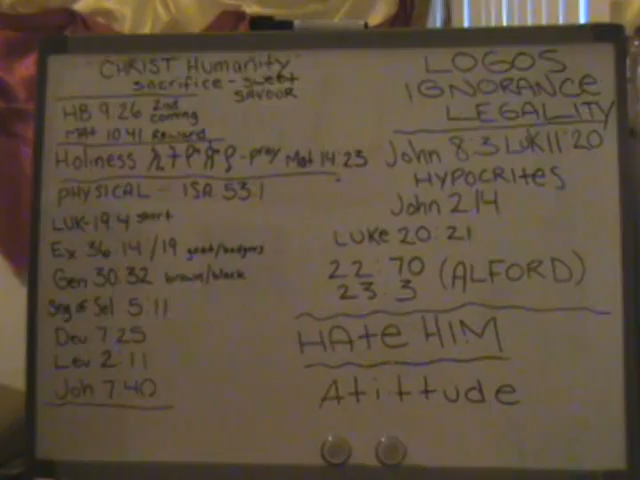 "CHRIST Humanity"
sacrifice - sweet
SAVOUR
HB 9:26 2nd coming
Mat 10 41 Reward
Holiness - pray Mat 14:23
PHYSICAL - ISA 53:1
LUK-19:4 short
Ex 36:14/19 goat/badgers
Gen 30:32 brown/black
Sng of Sol 5:11
Deu 7:25
Lev 2:11
Joh 7:40
LOGOS
IGNORANCE
LEGALITY
John 8:3 LUK 11:20
HYPOCRITES
John 2 14
LUKe 20:21
22:70 (ALFORD)
23:3
HAte HIM
Atittude